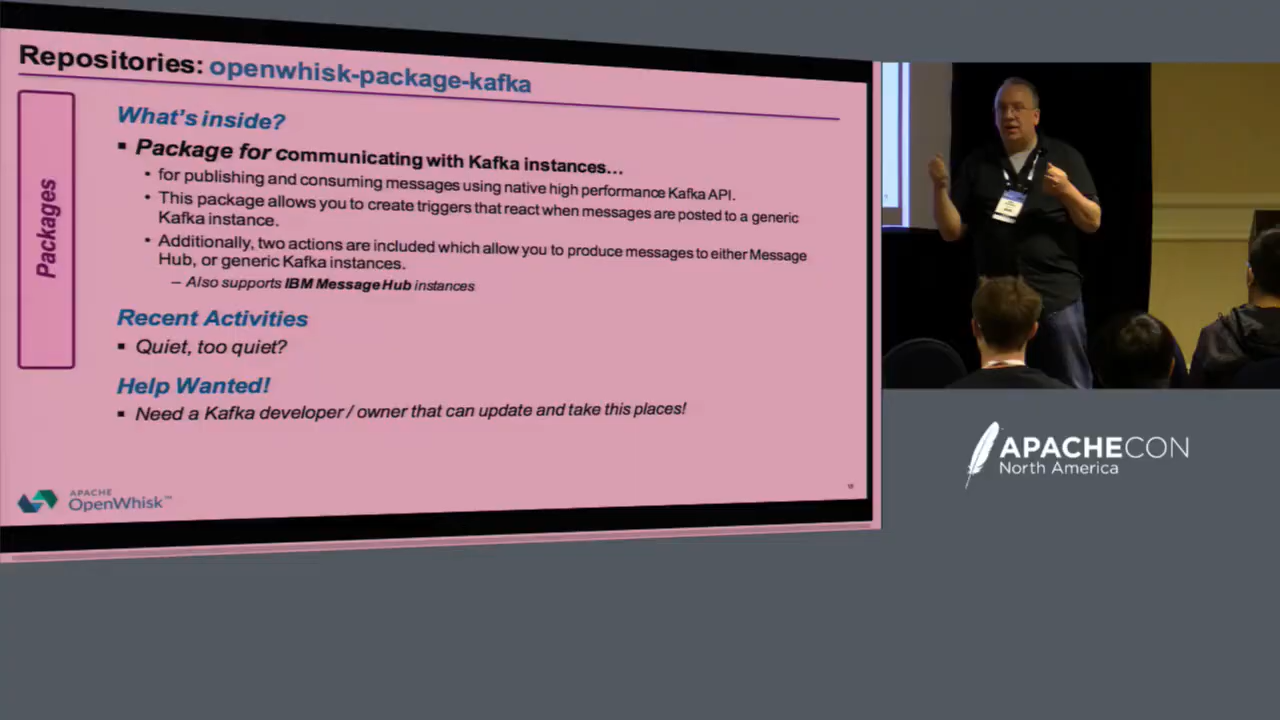 Repositories: openwhisk-package-kafka
Packages
What's inside?
▪ Package for communicating with Kafka instances...
• for publishing and consuming messages using native high performance Kafka API.
• This package allows you to create triggers that react when messages are posted to a generic
Kafka instance.
• Additionally, two actions are included which allow you to produce messages to either Message
Hub, or generic Kafka instances.
– Also supports IBM Message Hub instances
Recent Activities
▪ Quiet, too quiet?
Help Wanted!
▪ Need a Kafka developer / owner that can update and take this places!
APACHE
OpenWhisk™
APACHECON
North America